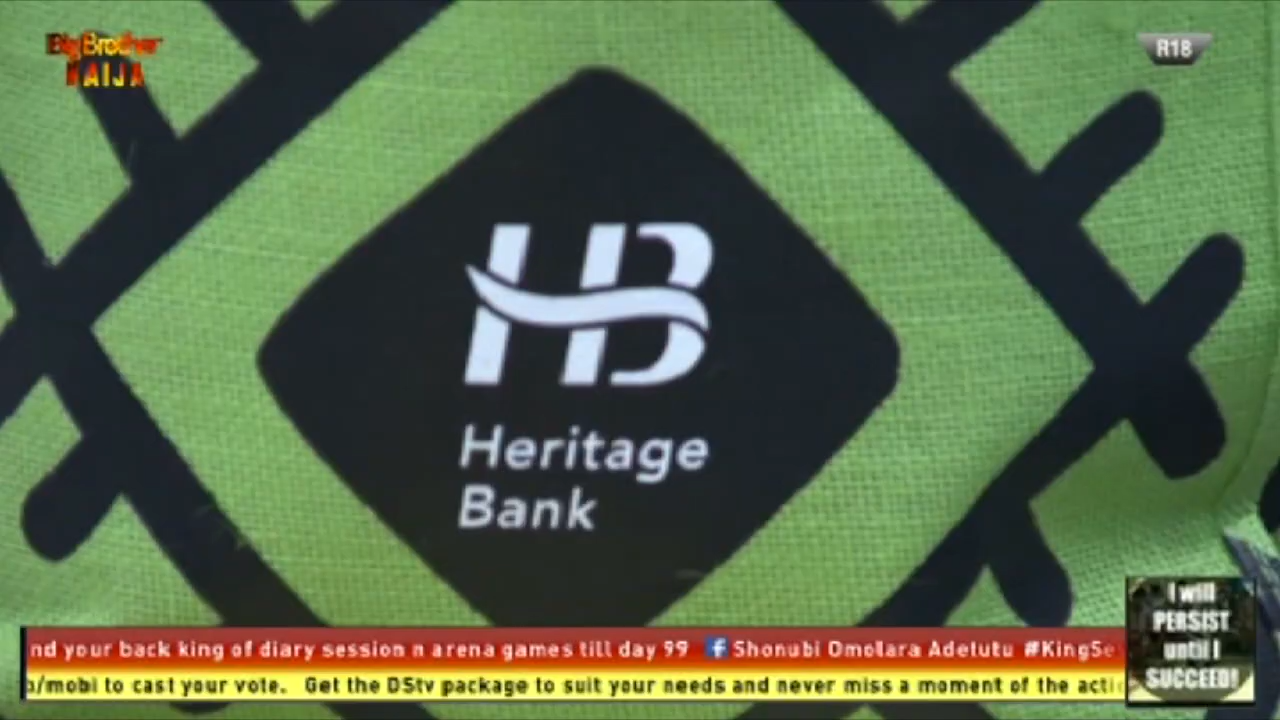 Big Brother
NAIJA
R18
HB
Heritage
Bank
nd your back king of diary session n arena games till day 99 Shonubi Omolara Adetutu #KingSe
/mobi to cast your vote. Get the DStv package to suit your needs and never miss a moment of the acti
I will
PERSIST
until I
SUCCEED!